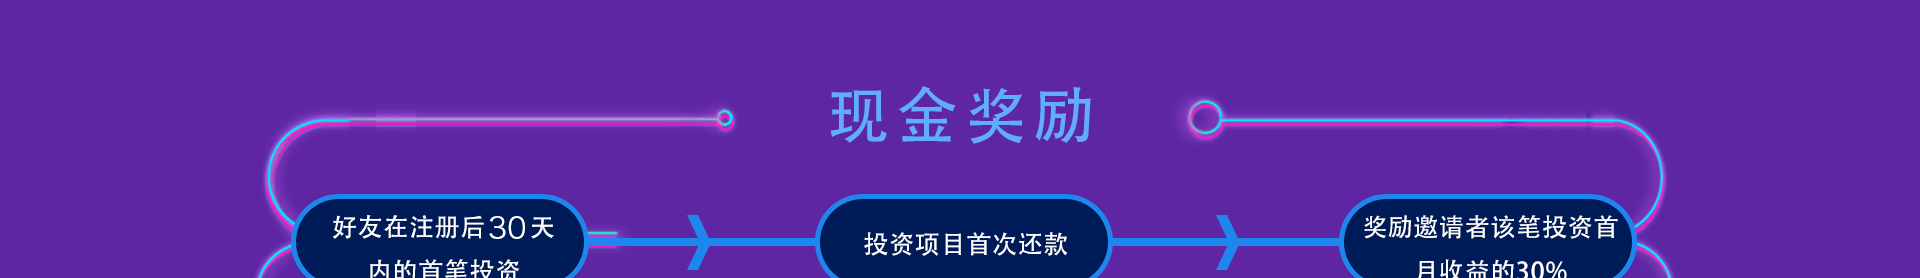 现金奖励
好友在注册后30天
内的首笔投资
投资项目首次还款
奖励邀请者该笔投资首
月收益的30%